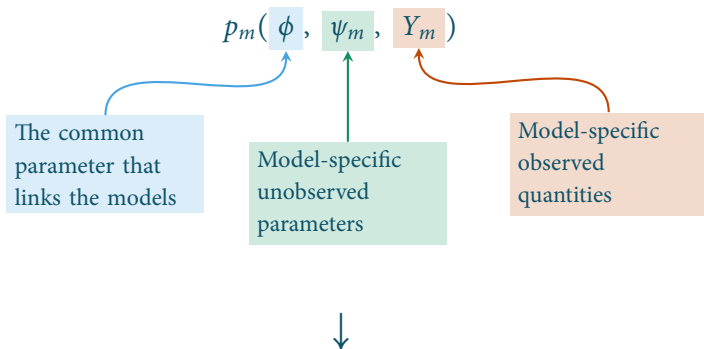 p_m(ϕ, ψ_m, Y_m)
The common
parameter that
links the models
Model-specific
unobserved
parameters
Model-specific
observed
quantities
↓